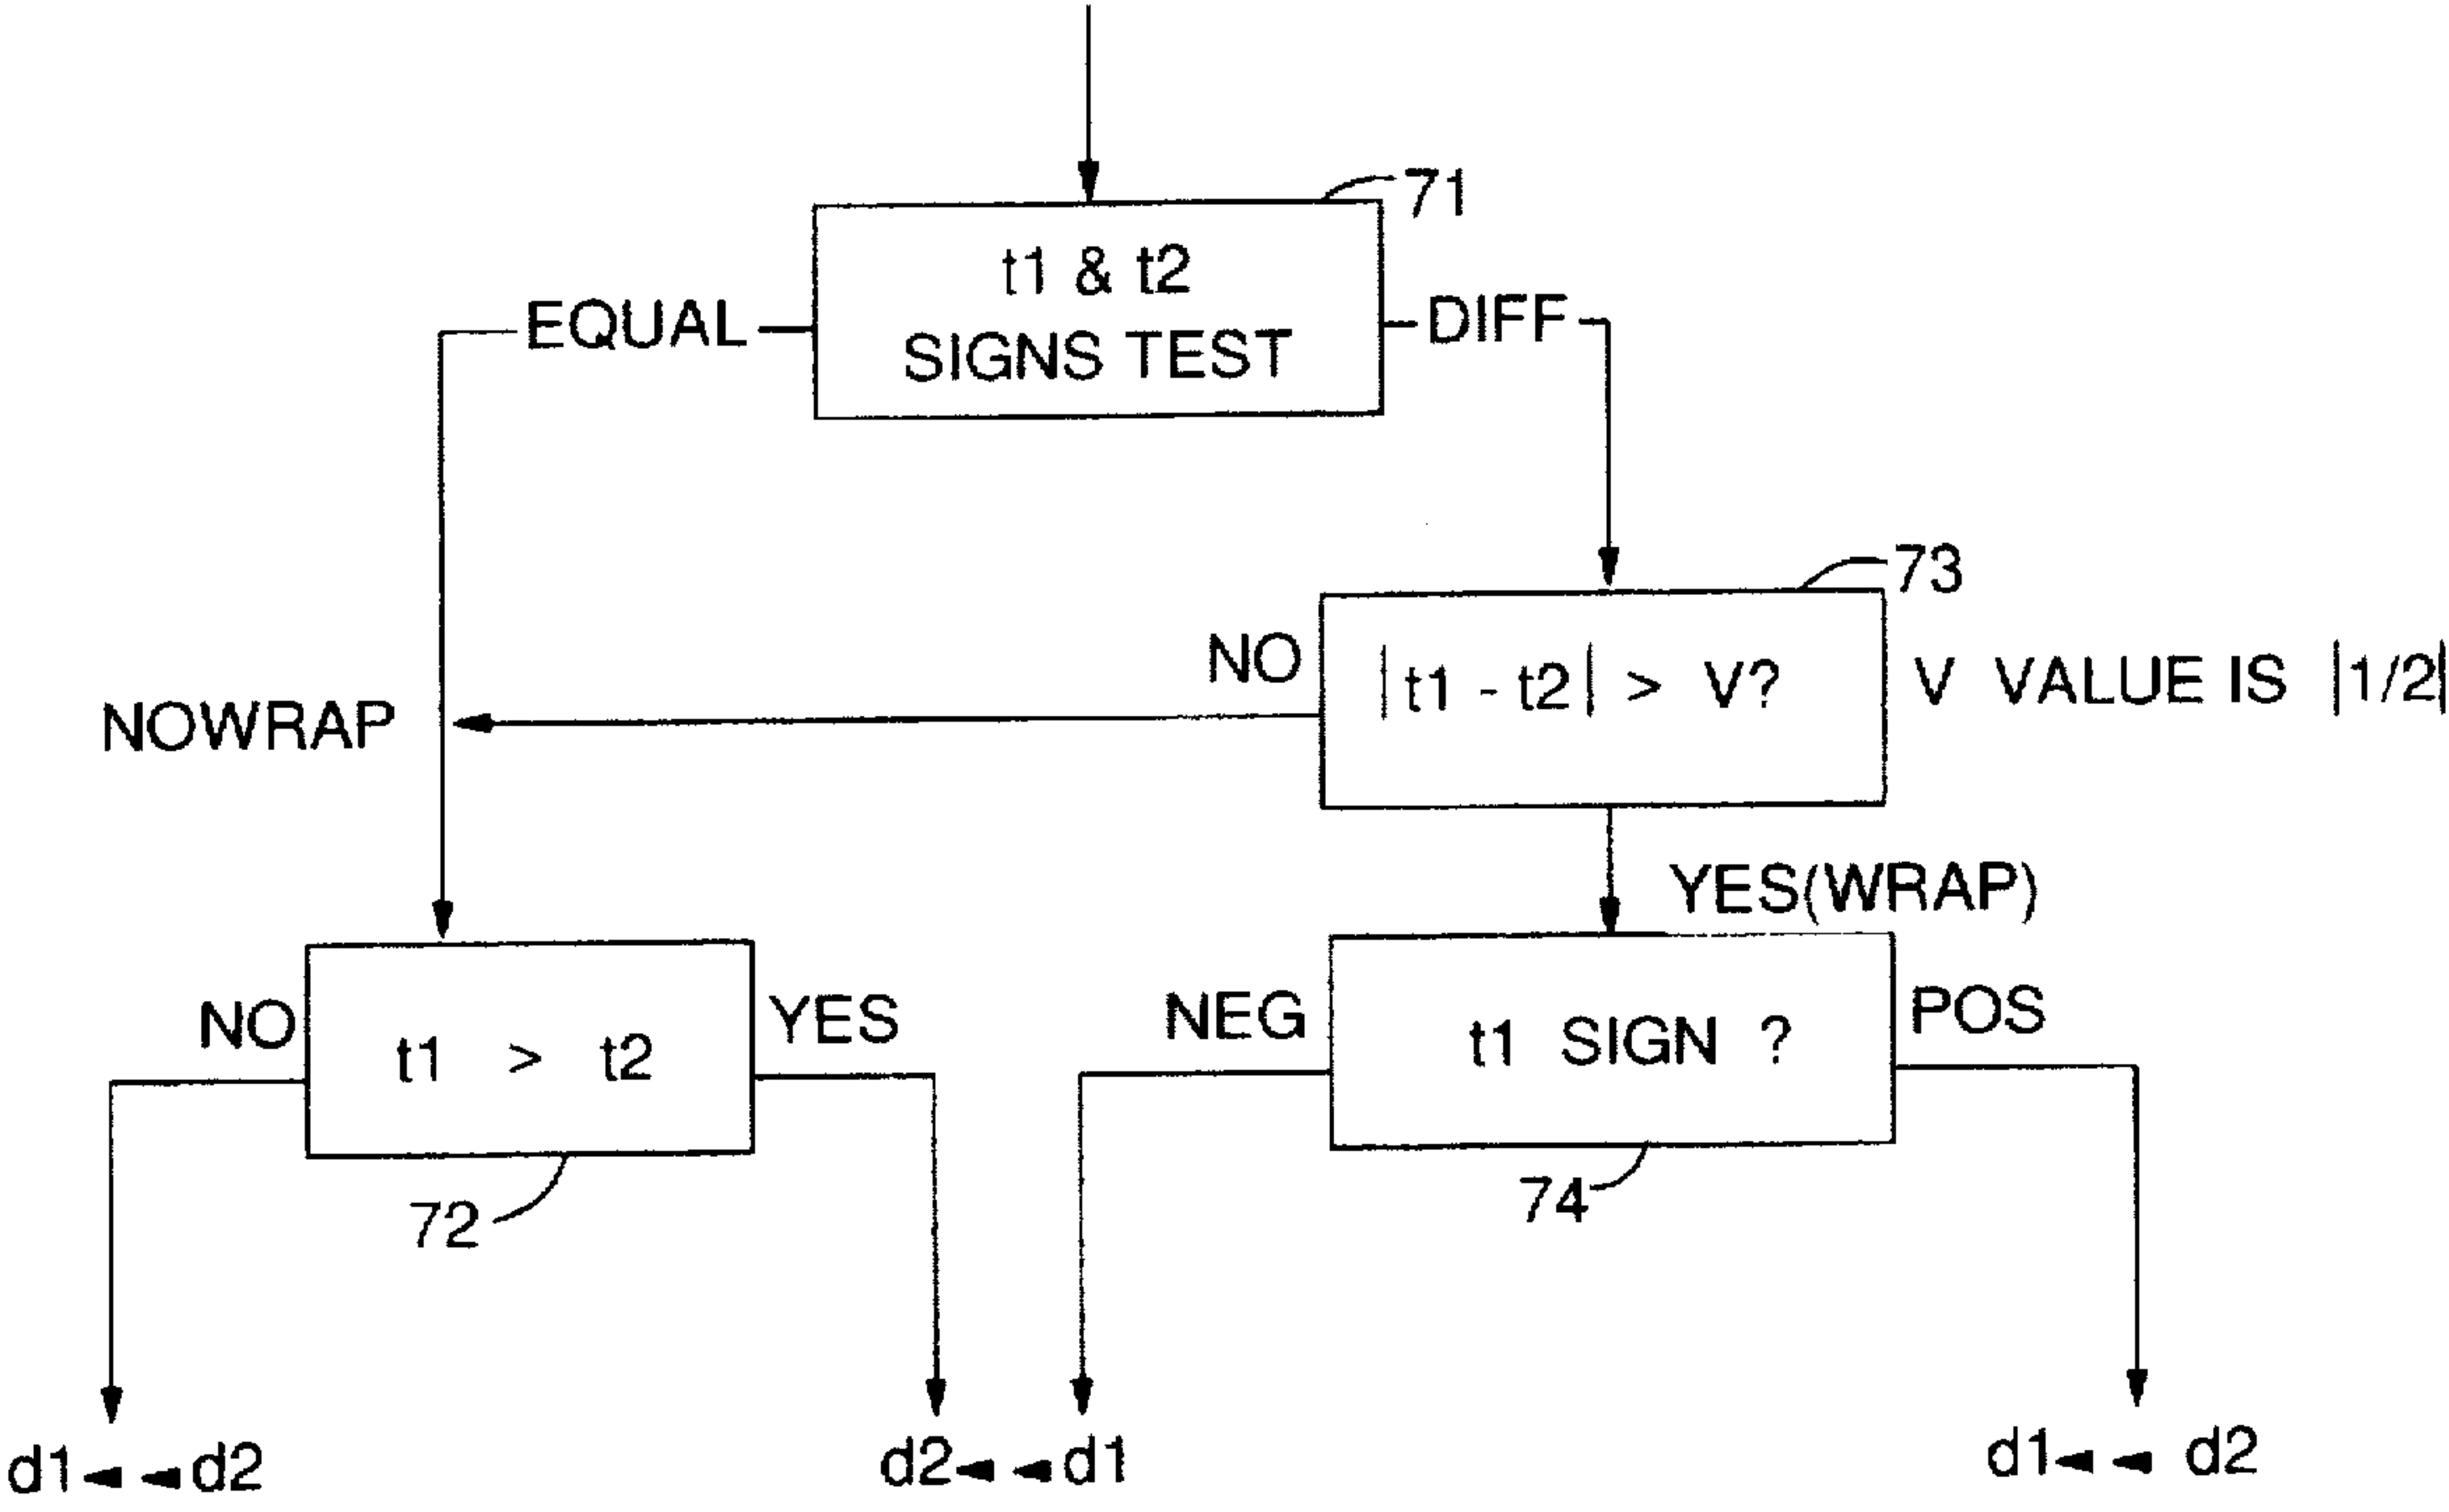 71
t1 & t2
SIGNS TEST
EQUAL
DIFF
73
NO
|t1 - t2| > V?
V VALUE IS |1/2|
NOWRAP
YES(WRAP)
NO
t1 > t2
YES
NEG
t1 SIGN ?
POS
72
74
d1◄◄d2
d2◄◄d1
d1◄◄ d2